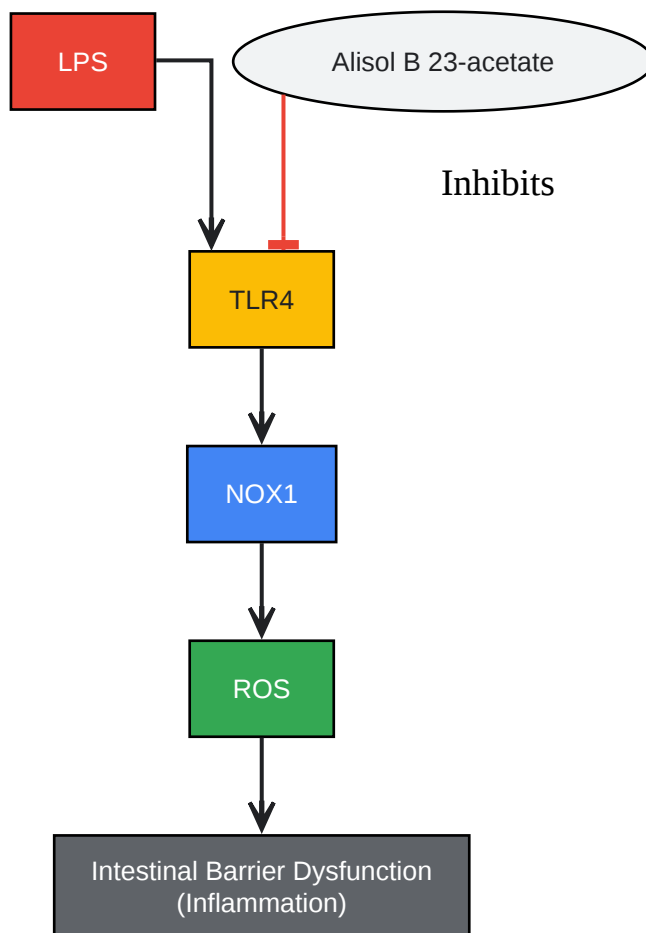 LPS
Alisol B 23-acetate
Inhibits
TLR4
NOX1
ROS
Intestinal Barrier Dysfunction
(Inflammation)